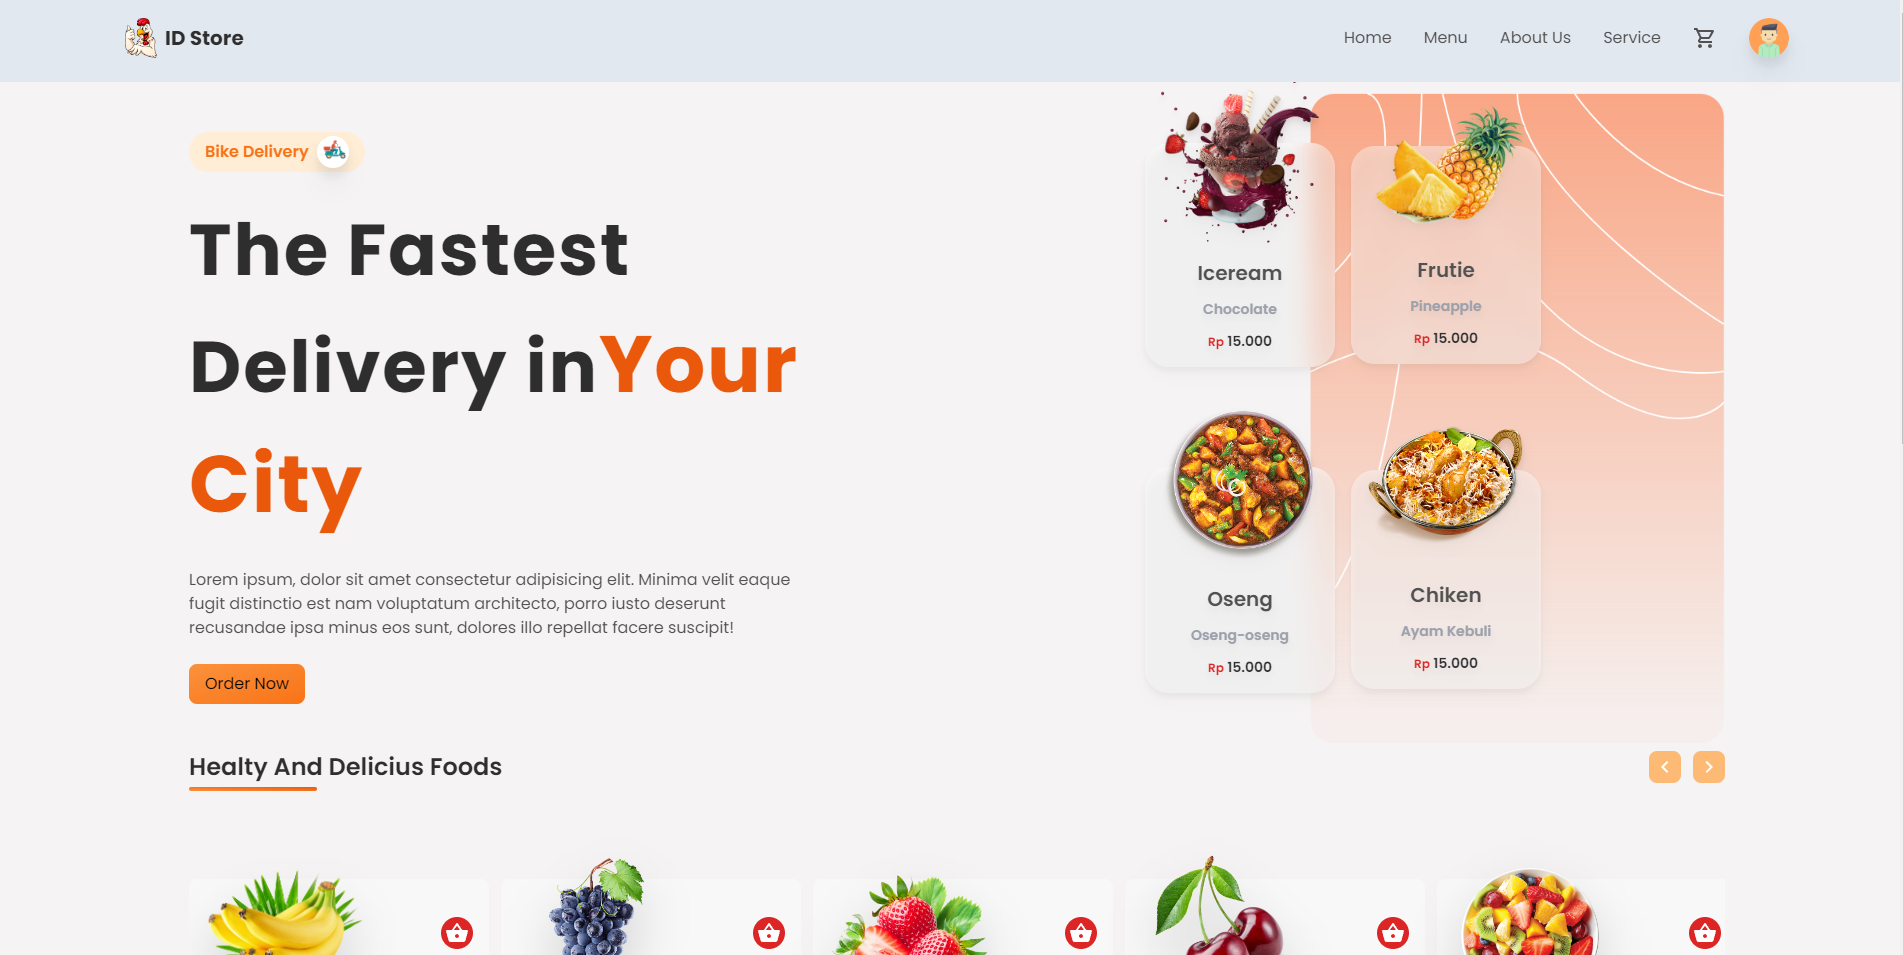 ID Store
Home
Menu
About Us
Service
Bike Delivery
The Fastest
Delivery inYour
City
Lorem ipsum, dolor sit amet consectetur adipisicing elit. Minima velit eaque
fugit distinctio est nam voluptatum architecto, porro iusto deserunt
recusandae ipsa minus eos sunt, dolores illo repellat facere suscipit!
Order Now
Iceream
Chocolate
Rp 15.000
Frutie
Pineapple
Rp 15.000
Oseng
Oseng-oseng
Rp 15.000
Chiken
Ayam Kebuli
Rp 15.000
Healty And Delicius Foods